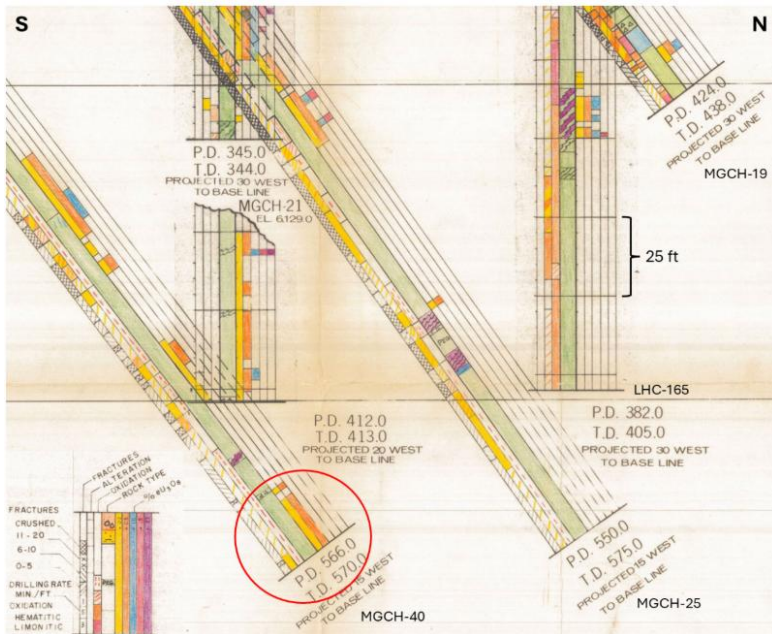 S
N
P.D. 424.0
T.D. 438.0
PROJECTED 30 WEST
TO BASE LINE
MGCH-19
P.D. 345.0
T.D. 344.0
PROJECTED 30 WEST
TO BASE LINE
MGCH-21
EL. 6,129.0
25 ft
PEG
LHC-165
P.D. 412.0
T.D. 413.0
PROJECTED 20 WEST
TO BASE LINE
P.D. 382.0
T.D. 405.0
PROJECTED 30 WEST
TO BASE LINE
FRACTURES
ALTERATION
OXIDATION
ROCK TYPE
% eU3O8
FRACTURES
CRUSHED
11 - 20
6-10
0-5
DRILLING RATE
MIN./FT
OXIDATION
HEMATITIC
LIMONITIC
PEG
P.D. 566.0
T.D. 570.0
PROJECTED 15 WEST
TO BASE LINE
MGCH-40
P.D. 550.0
T.D. 575.0
PROJECTED 15 WEST
TO BASE LINE
MGCH-25